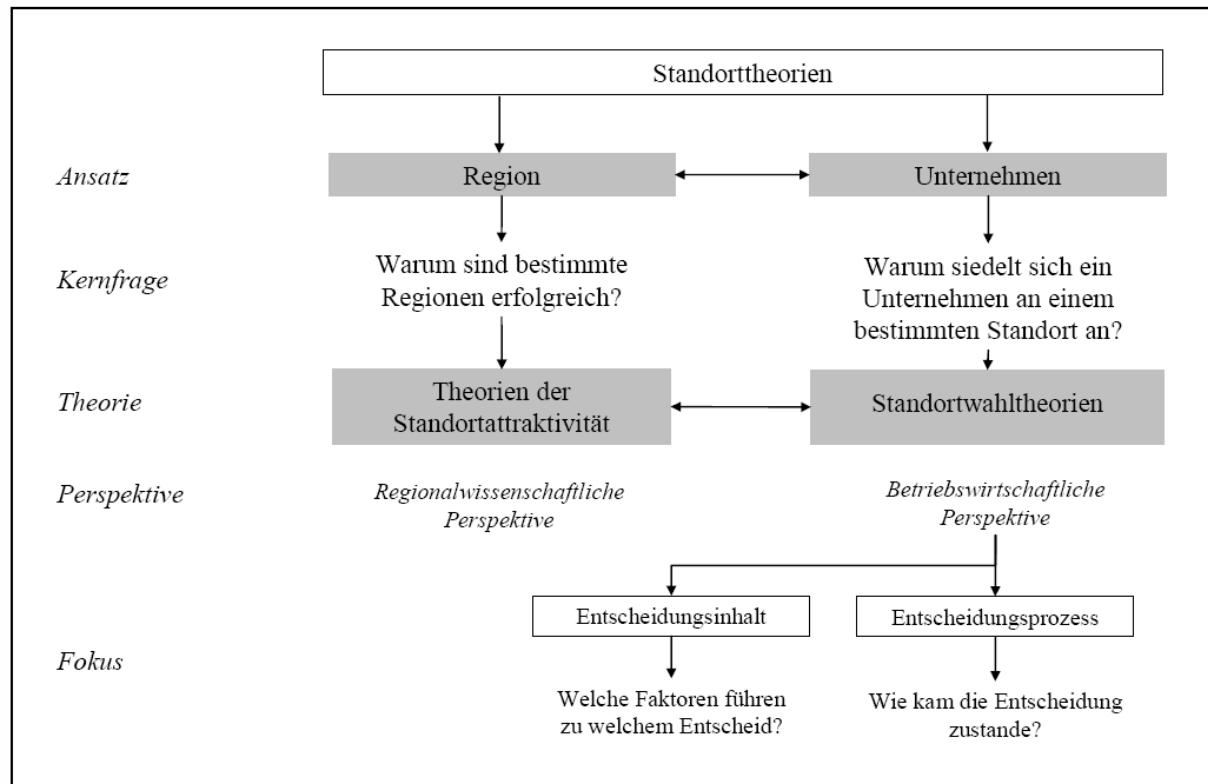 Standorttheorien
Ansatz
Region
Unternehmen
Kernfrage
Warum sind bestimmte
Regionen erfolgreich?
Warum siedelt sich ein
Unternehmen an einem
bestimmten Standort an?
Theorie
Theorien der
Standortattraktivität
Standortwahltheorien
Perspektive
Regionalwissenschaftliche
Perspektive
Betriebswirtschaftliche
Perspektive
Entscheidungsinhalt
Entscheidungsprozess
Fokus
Welche Faktoren führen
zu welchem Entscheid?
Wie kam die Entscheidung
zustande?